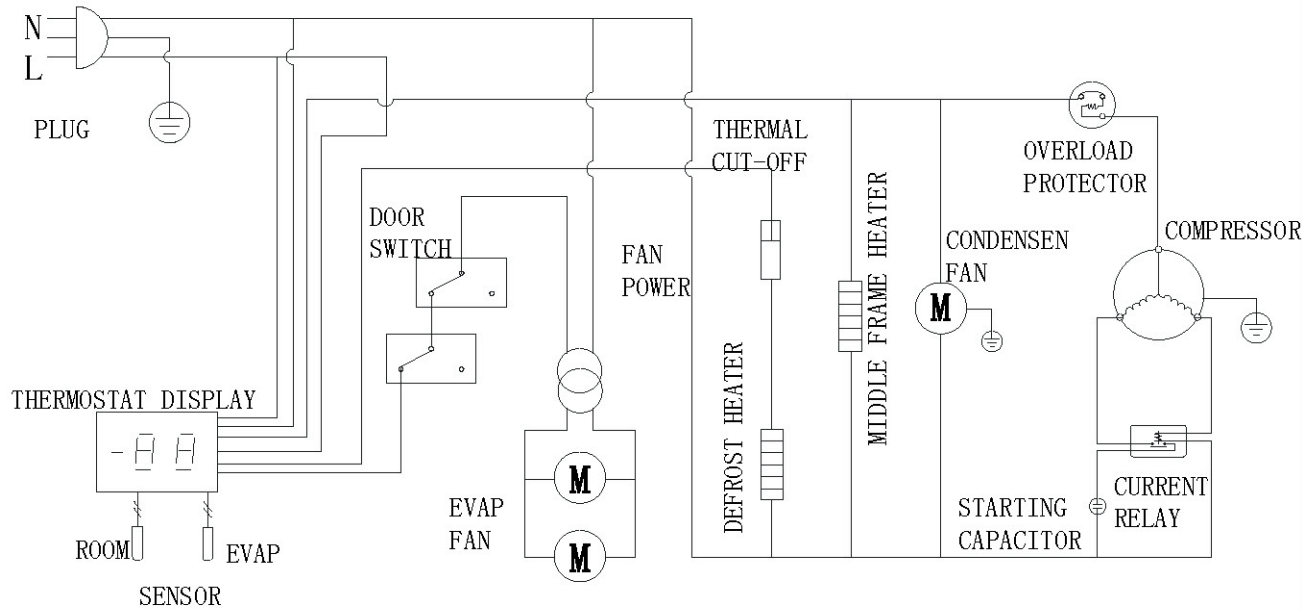 N
L
PLUG
THERMAL
CUT-OFF
OVERLOAD
PROTECTOR
DOOR
SWITCH
FAN
POWER
MIDDLE FRAME HEATER
CONDENSEN
FAN
COMPRESSOR
M
DEFROST HEATER
THERMOSTAT DISPLAY
-88
M
EVAP
FAN
M
STARTING
CAPACITOR
CURRENT
RELAY
ROOM
EVAP
SENSOR